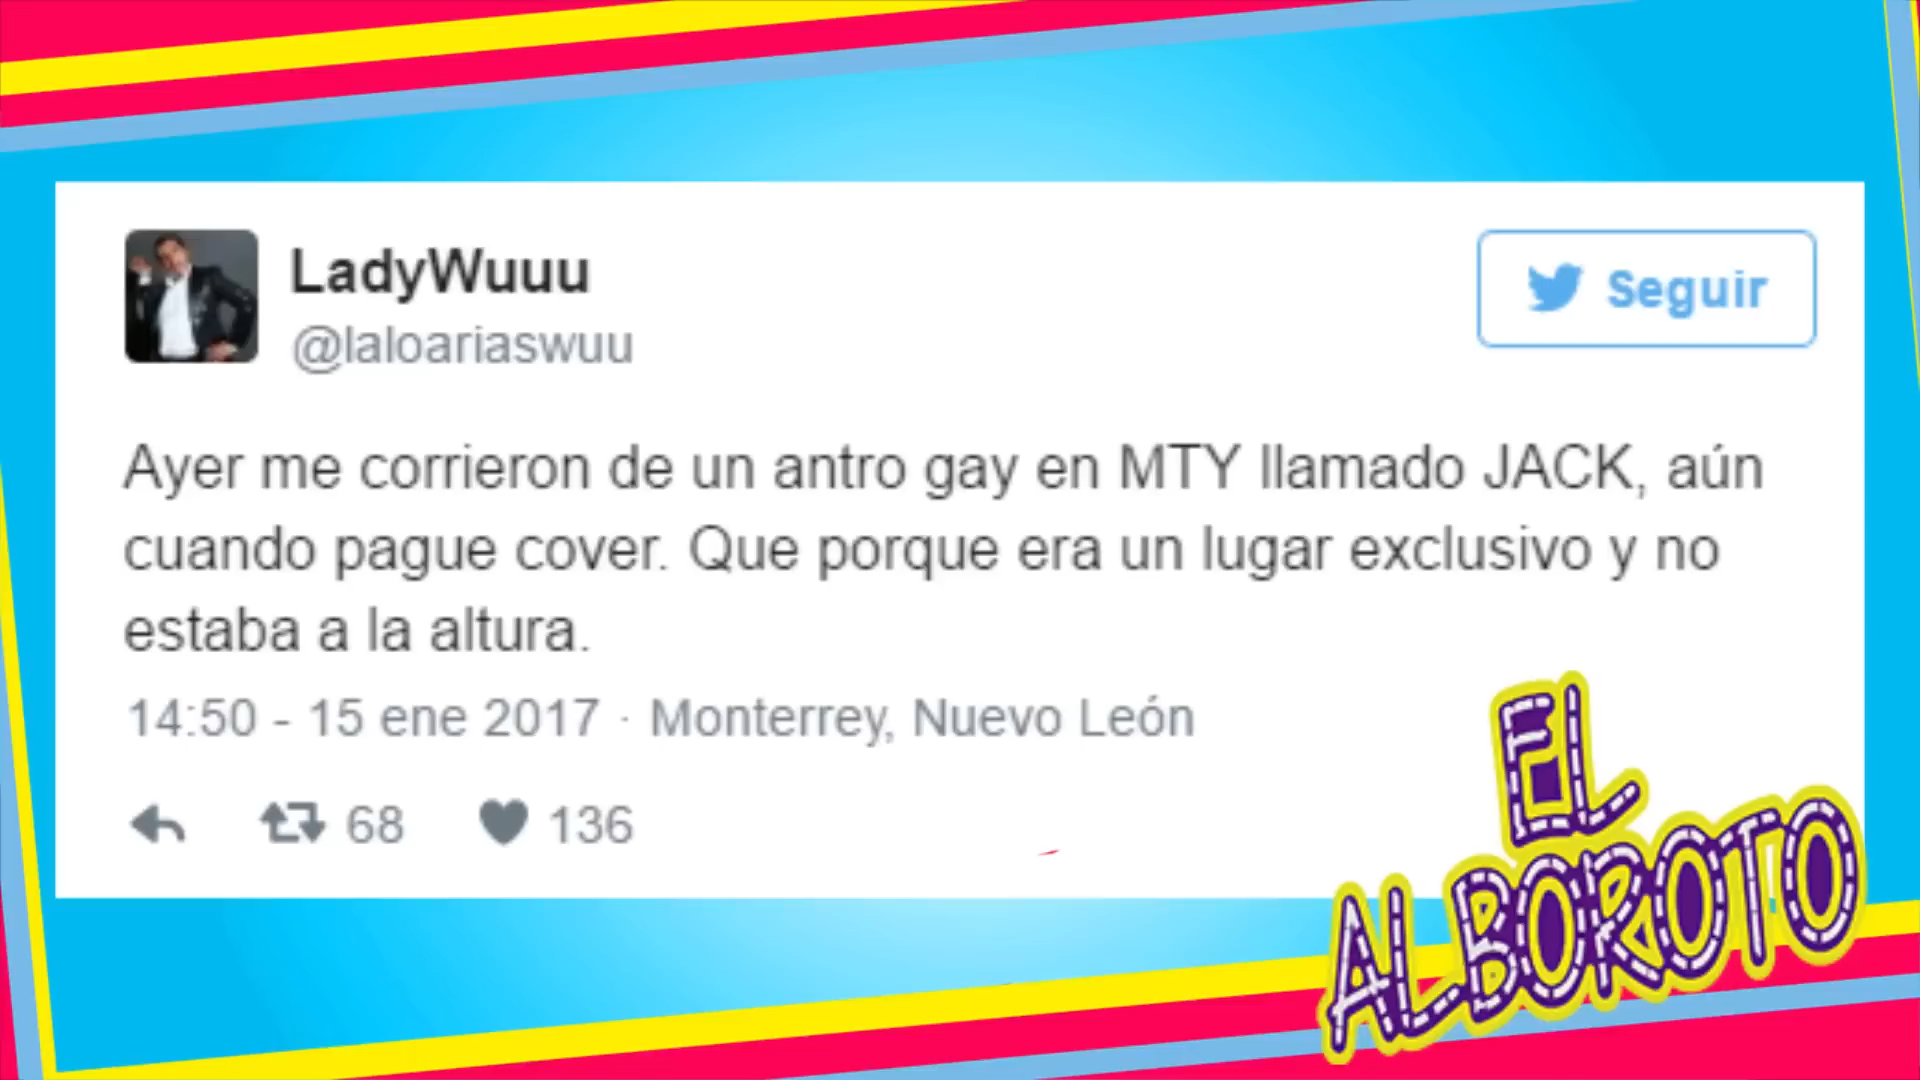 LadyWuuu
@laloariaswuu
Seguir
Ayer me corrieron de un antro gay en MTY llamado JACK, aún
cuando pague cover. Que porque era un lugar exclusivo y no
estaba a la altura.
14:50 - 15 ene 2017 · Monterrey, Nuevo León
68 136
EL
ALBOROTO